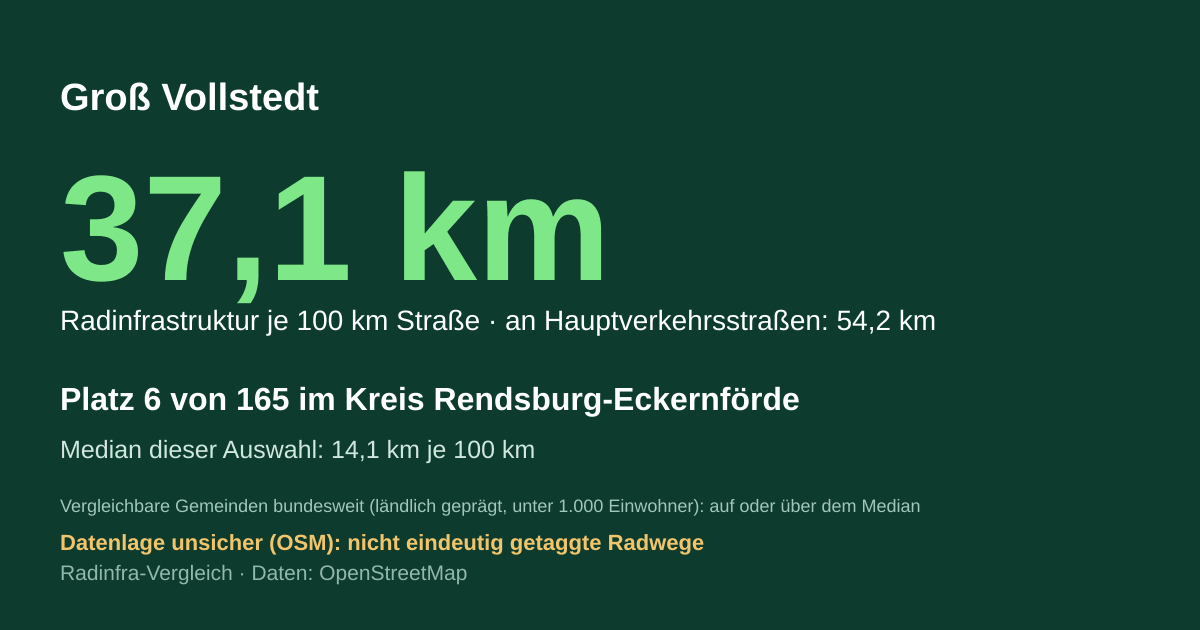 Groß Vollstedt
37,1 km
Radinfrastruktur je 100 km Straße · an Hauptverkehrsstraßen: 54,2 km
Platz 6 von 165 im Kreis Rendsburg-Eckernförde
Median dieser Auswahl: 14,1 km je 100 km
Vergleichbare Gemeinden bundesweit (ländlich geprägt, unter 1.000 Einwohner): auf oder über dem Median
Datenlage unsicher (OSM): nicht eindeutig getaggte Radwege
Radinfra-Vergleich · Daten: OpenStreetMap